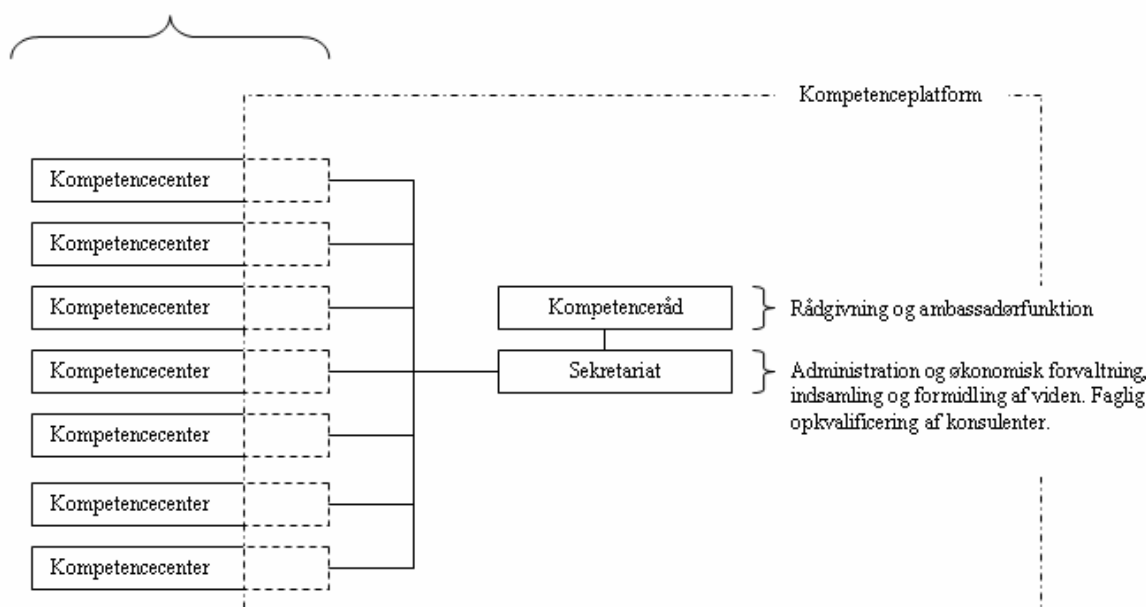 Kompetenceplatform
Kompetencecenter
Kompetencecenter
Kompetencecenter
Kompetencecenter
Kompetencecenter
Kompetencecenter
Kompetencecenter
Kompetenceråd
Rådgivning og ambassadørfunktion
Sekretariat
Administration og økonomisk forvaltning,
indsamling og formidling af viden. Faglig
opkvalificering af konsulenter.